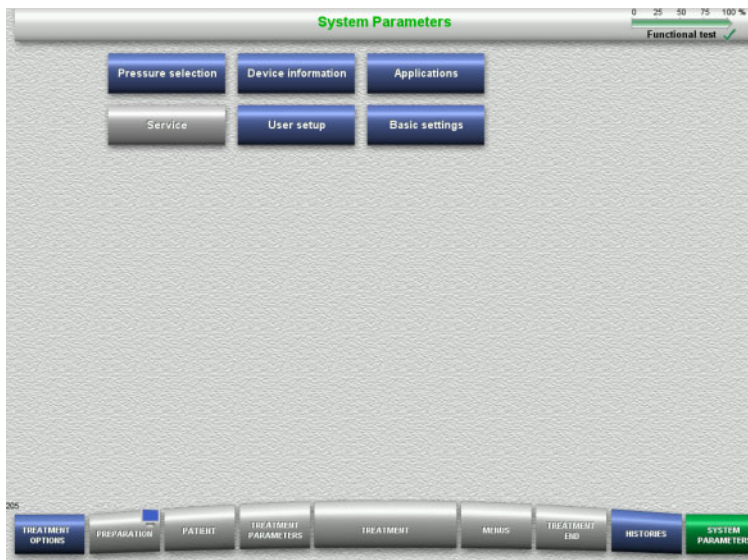 System Parameters
0 25 50 75 100 %
Functional test
Pressure selection
Device information
Applications
Service
User setup
Basic settings
205
TREATMENT
OPTIONS
PREPARATION
PATIENT
TREATMENT
PARAMETERS
TREATMENT
MENUS
TREATMENT
END
HISTORIES
SYSTEM
PARAMETERS